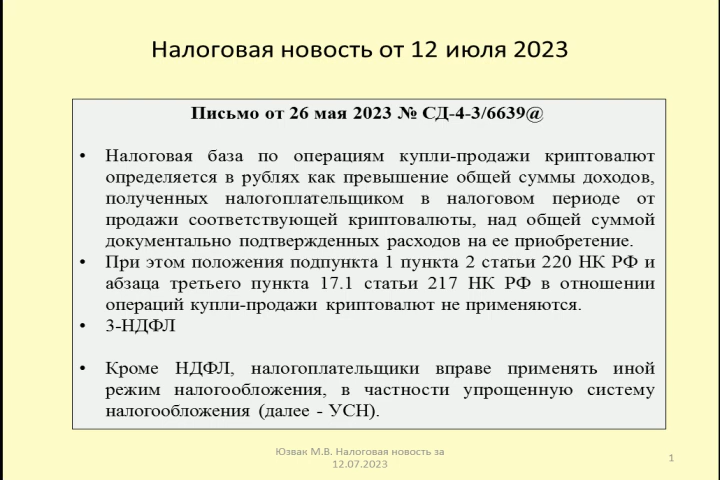 Налоговая новость от 12 июля 2023
Письмо от 26 мая 2023 № СД-4-3/6639@
• Налоговая база по операциям купли-продажи криптовалют
определяется в рублях как превышение общей суммы доходов,
полученных налогоплательщиком в налоговом периоде от
продажи соответствующей криптовалюты, над общей суммой
документально подтвержденных расходов на ее приобретение.
• При этом положения подпункта 1 пункта 2 статьи 220 НК РФ и
абзаца третьего пункта 17.1 статьи 217 НК РФ в отношении
операций купли-продажи криптовалют не применяются.
• 3-НДФЛ
• Кроме НДФЛ, налогоплательщики вправе применять иной
режим налогообложения, в частности упрощенную систему
налогообложения (далее - УСН).
Юзвак М.В. Налоговая новость за
12.07.2023
1